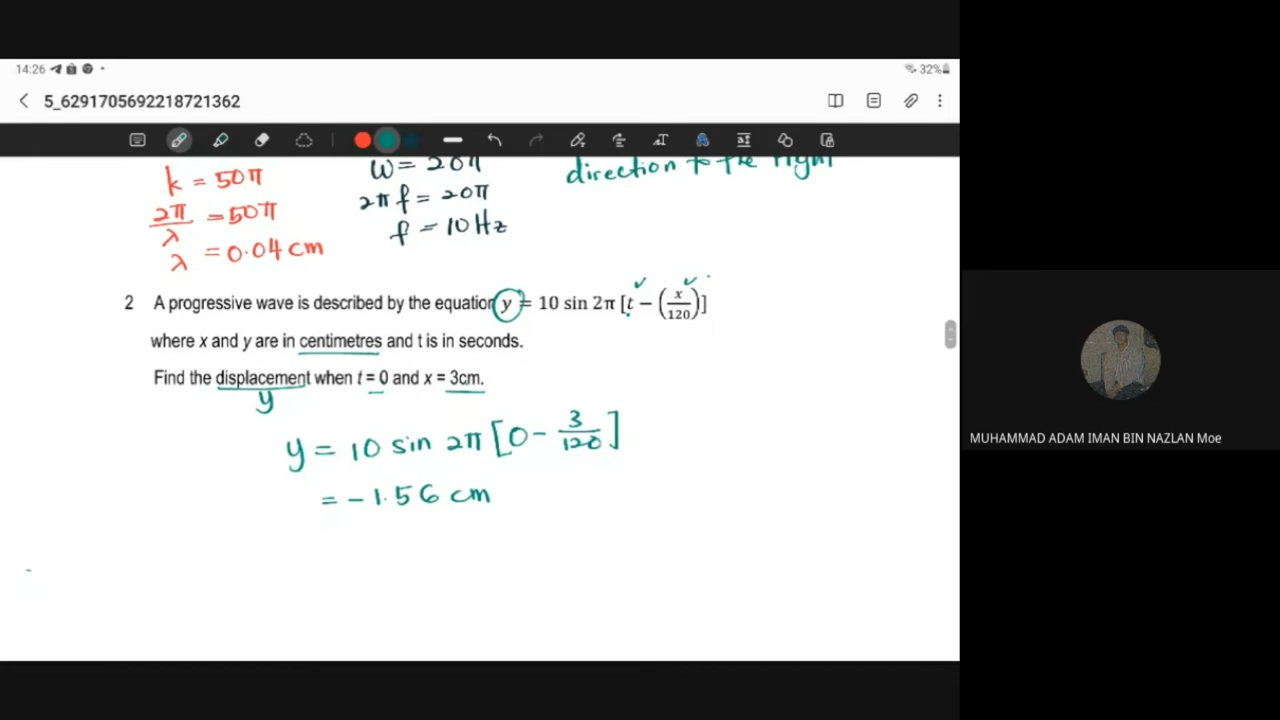 14:26
32%
5_6291705692218721362
direction to the right
k = 50π
2π/λ = 50π
λ = 0.04 cm
ω = 20π
2π f = 20π
f = 10 Hz
2 A progressive wave is described by the equation y = 10 sin 2π [t − (x/120)]
where x and y are in centimetres and t is in seconds.
Find the displacement when t = 0 and x = 3cm.
y
y = 10 sin 2π [0 - 3/120]
= - 1.56 cm
MUHAMMAD ADAM IMAN BIN NAZLAN Moe